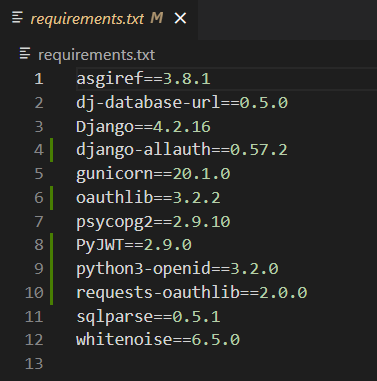 requirements.txt M ×
requirements.txt
1 asgiref==3.8.1
2 dj-database-url==0.5.0
3 Django==4.2.16
4 django-allauth==0.57.2
5 gunicorn==20.1.0
6 oauthlib==3.2.2
7 psycopg2==2.9.10
8 PyJWT==2.9.0
9 python3-openid==3.2.0
10 requests-oauthlib==2.0.0
11 sqlparse==0.5.1
12 whitenoise==6.5.0
13